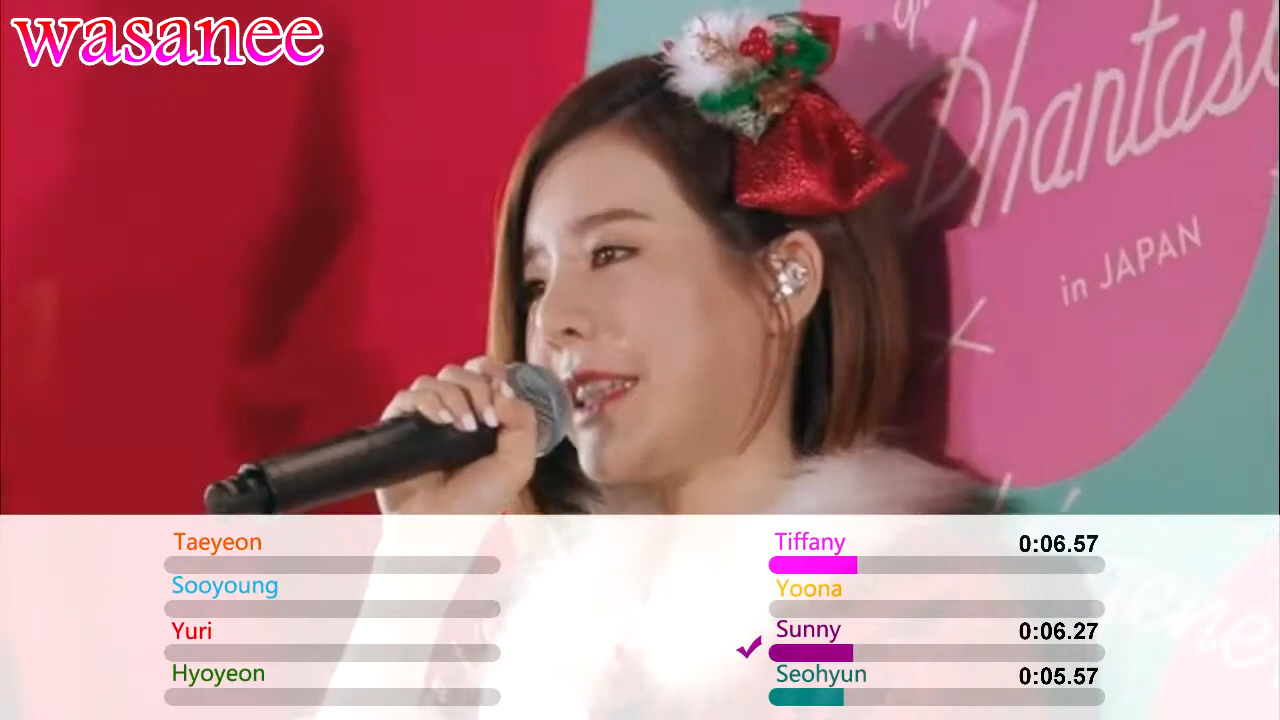 wasanee
Phantas
in JAPAN
Taeyeon
Sooyoung
Yuri
Hyoyeon
Tiffany 0:06.57
Yoona
Sunny 0:06.27
Seohyun 0:05.57